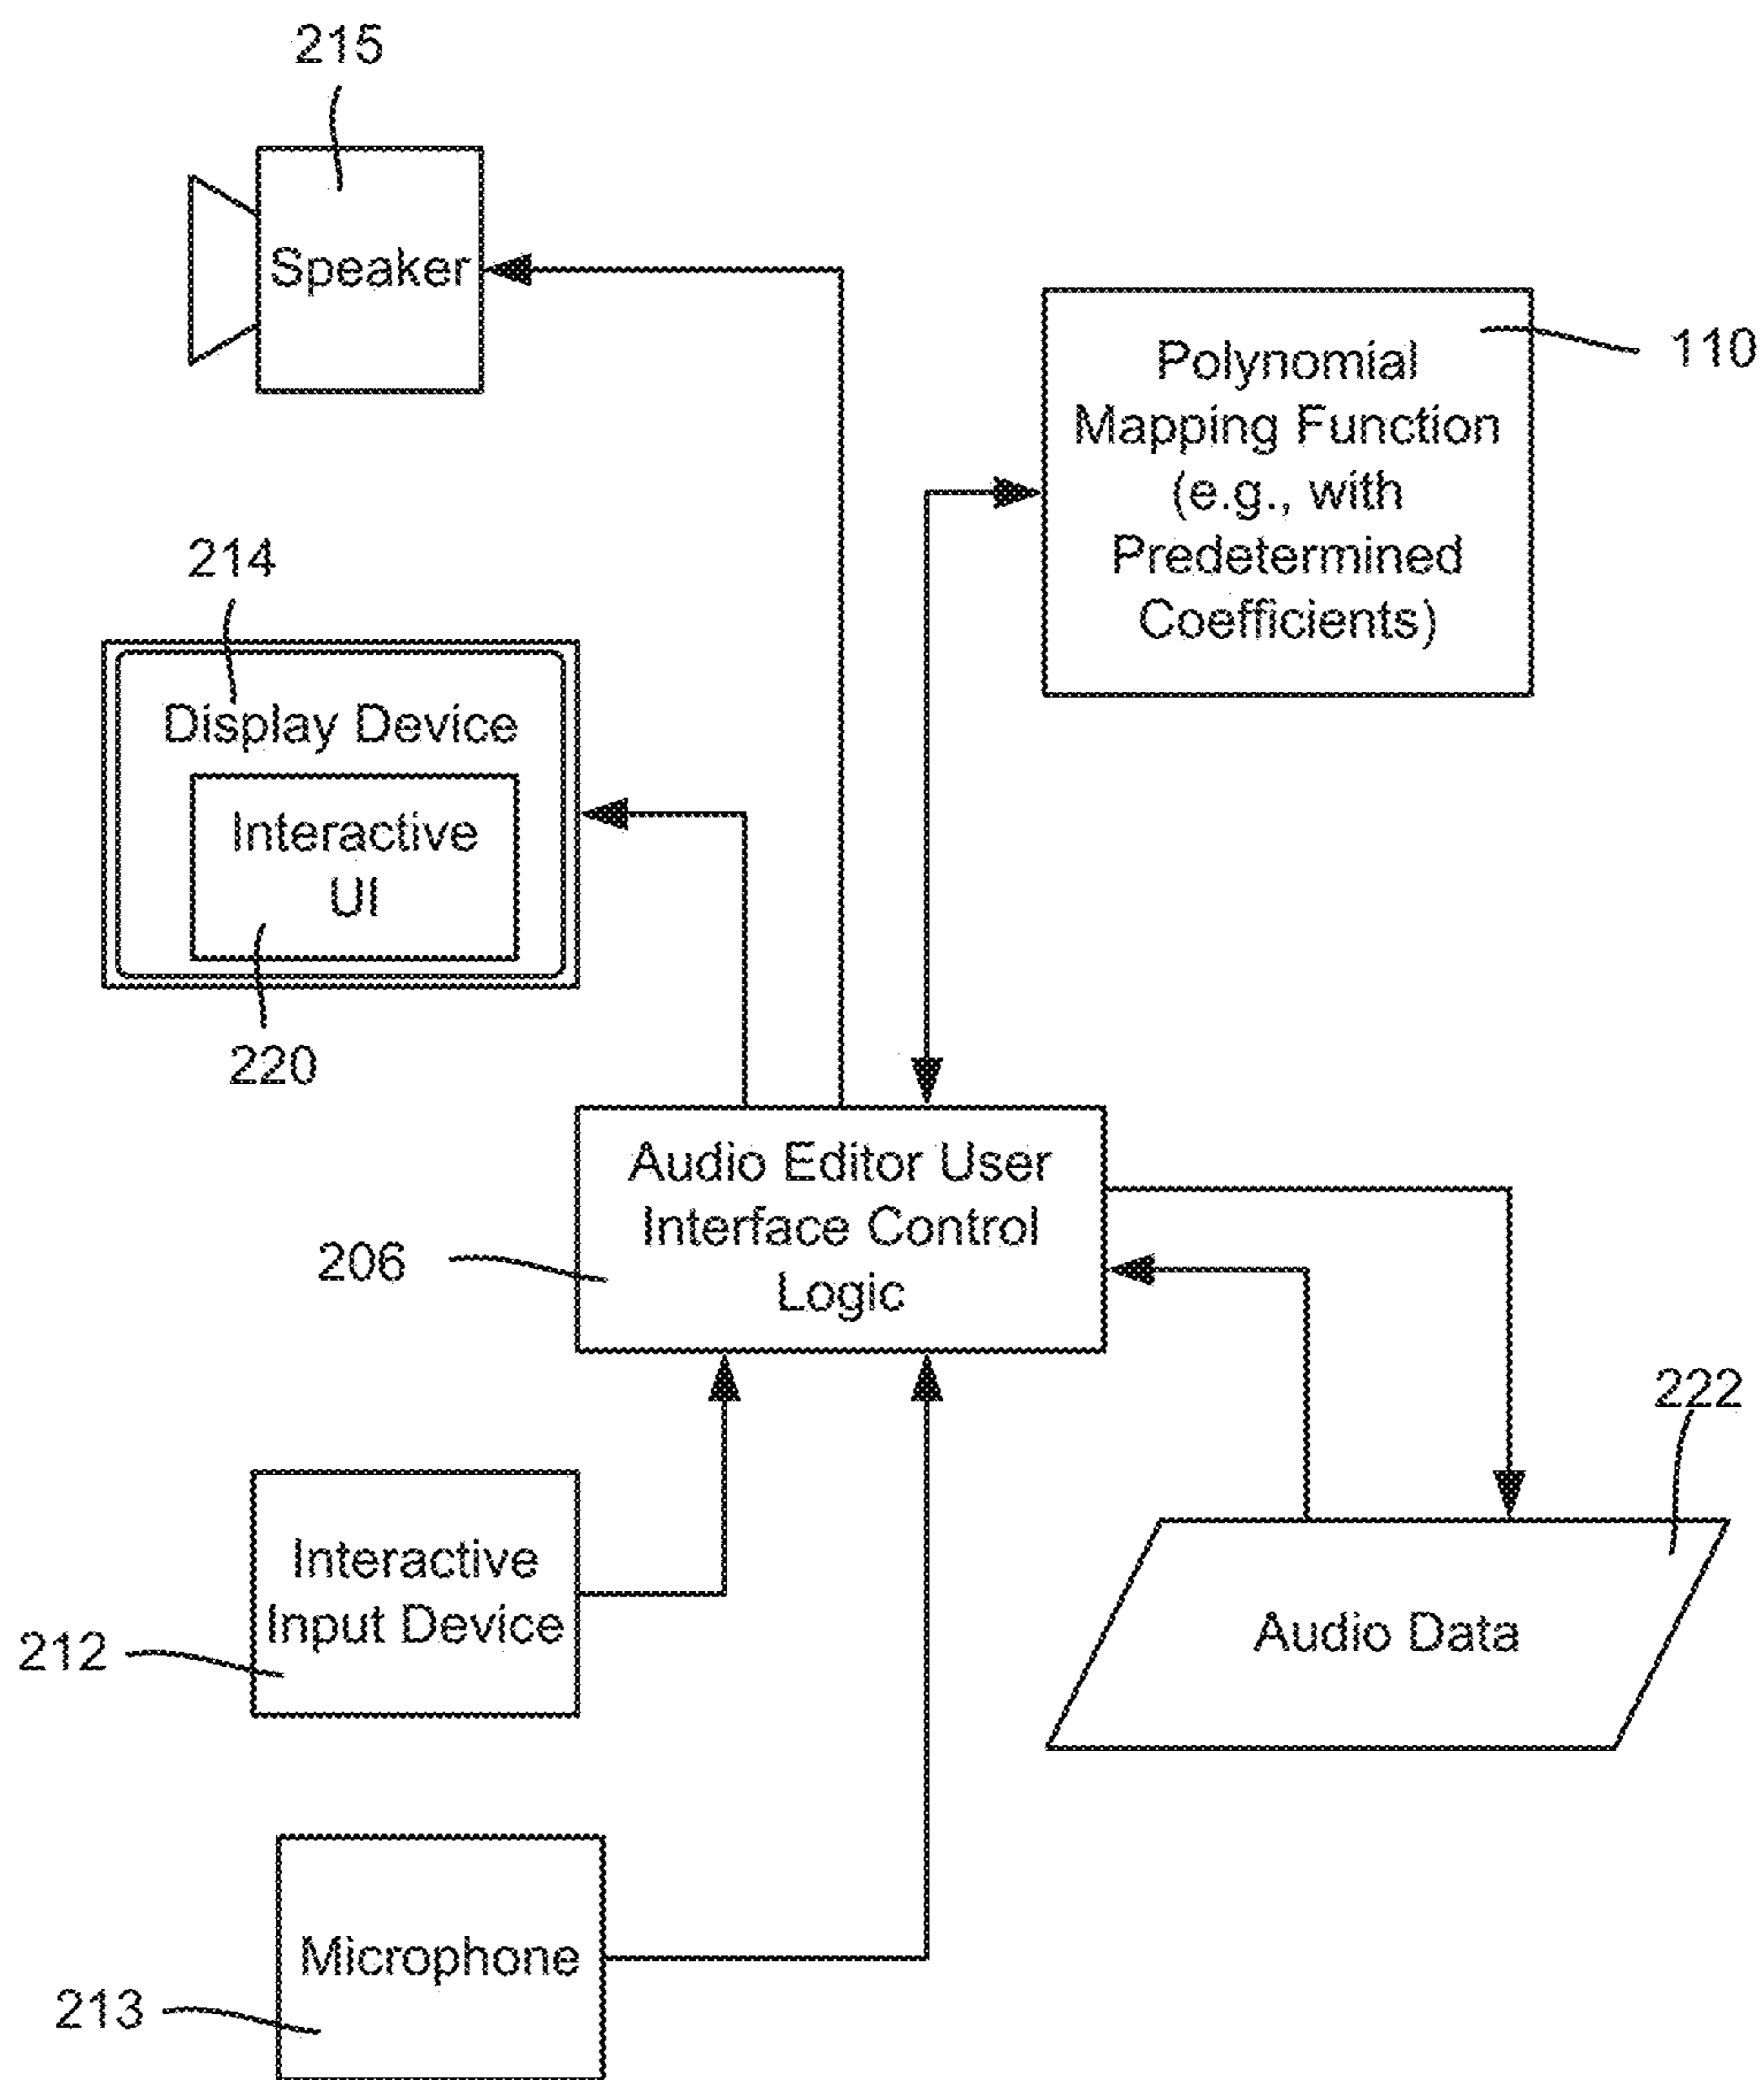 215
Speaker
110
Polynomial
Mapping Function
(e.g., with
Predetermined
Coefficients)
214
Display Device
Interactive
UI
220
Audio Editor User
Interface Control
Logic
206
222
Interactive
Input Device
212
Audio Data
Microphone
213